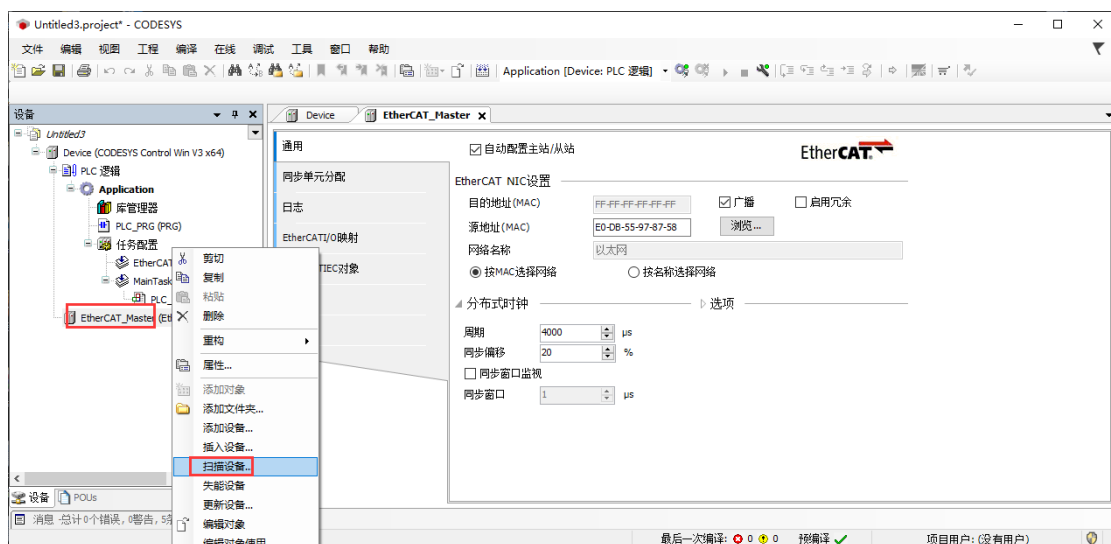 Untitled3.project* - CODESYS
文件 编辑 视图 工程 编译 在线 调试 工具 窗口 帮助
Application [Device: PLC 逻辑]
设备
Device
EtherCAT_Master
Untitled3
Device (CODESYS Control Win V3 x64)
PLC 逻辑
Application
库管理器
PLC_PRG (PRG)
任务配置
EtherCAT
MainTask
PLC_
EtherCAT_Master (Et
剪切
复制
粘贴
删除
重构
属性...
添加对象
添加文件夹...
添加设备...
插入设备...
扫描设备...
失能设备
更新设备...
编辑对象
编辑对象使用
通用
同步单元分配
日志
EtherCATI/O映射
IEC对象
自动配置主站/从站
EtherCAT.
EtherCAT NIC设置
目的地址(MAC) FF-FF-FF-FF-FF-FF 广播 启用冗余
源地址(MAC) E0-DB-55-97-87-58 浏览...
网络名称 以太网
按MAC选择网络 按名称选择网络
分布式时钟 选项
周期 4000 µs
同步偏移 20 %
同步窗口监视
同步窗口 1 µs
设备 POUs
消息 -总计0个错误,0警告,5
最后一次编译: 0 0 预编译 项目用户: (没有用户)